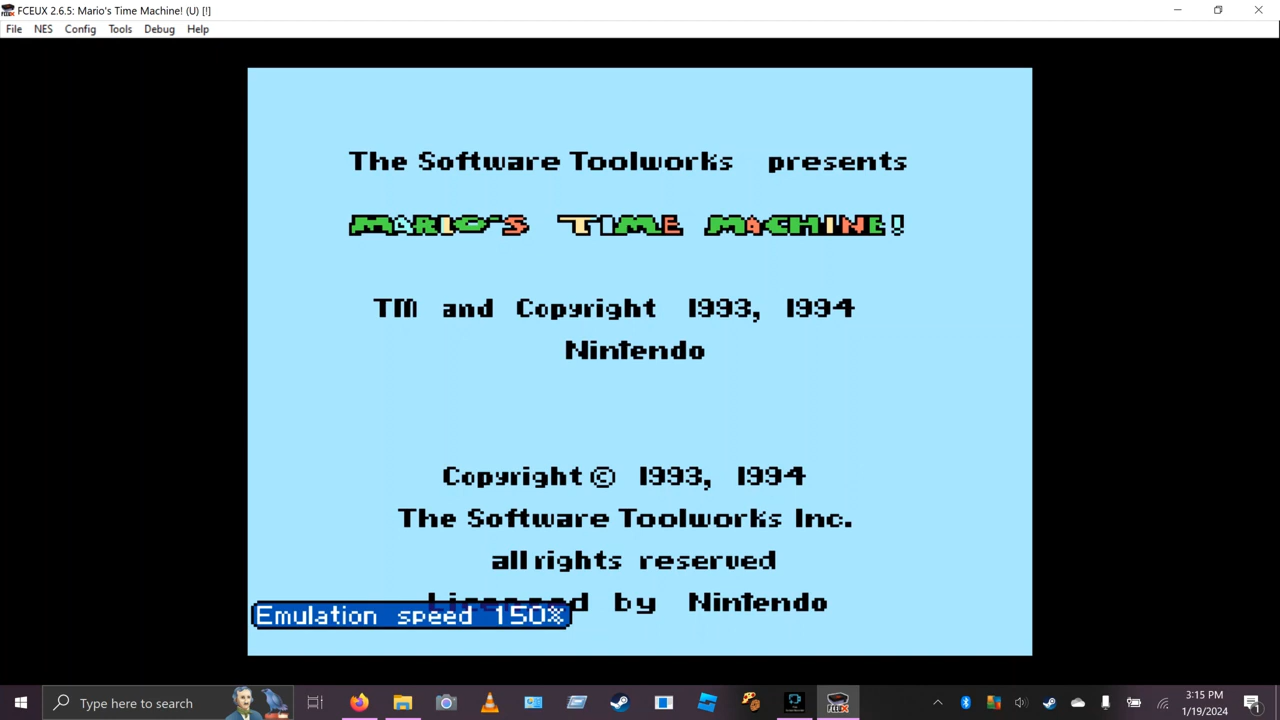 FCEUX 2.6.5: Mario's Time Machine! (U) [!]
File NES Config Tools Debug Help
The Software Toolworks presents
MARIO'S TIME MACHINE!
TM and Copyright 1993, 1994
Nintendo
Copyright © 1993, 1994
The Software Toolworks Inc.
all rights reserved
Licensed by Nintendo
Emulation speed 150%
Type here to search
3:15 PM
1/19/2024